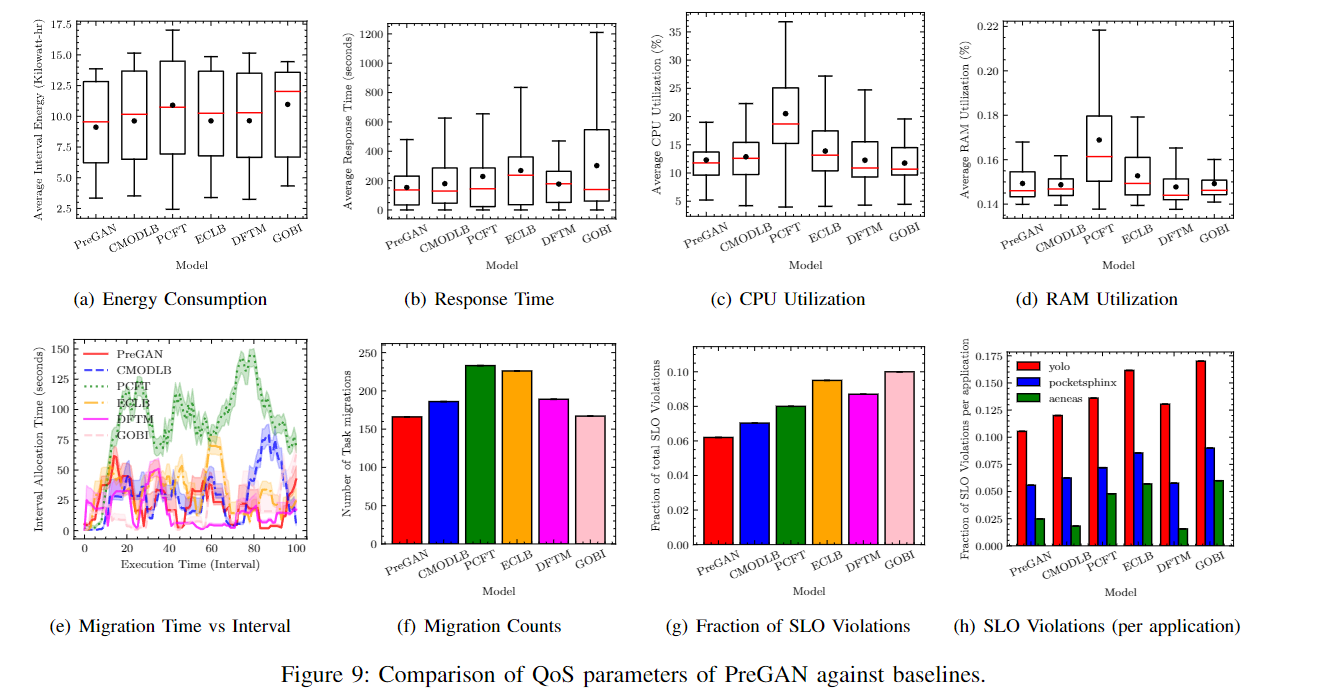 17.5
15.0
12.5
10.0
7.5
5.0
2.5
Average Interval Energy (Kilowatt-hr)
PreGAN
CMODLB
PCFT
ECLB
DFTM
GOBI
Model
(a) Energy Consumption
1200
1000
800
600
400
200
0
Average Response Time (seconds)
PreGAN
CMODLB
PCFT
ECLB
DFTM
GOBI
Model
(b) Response Time
35
30
25
20
15
10
5
Average CPU Utilization (%)
PreGAN
CMODLB
PCFT
ECLB
DFTM
GOBI
Model
(c) CPU Utilization
0.22
0.20
0.18
0.16
0.14
Average RAM Utilization (%)
PreGAN
CMODLB
PCFT
ECLB
DFTM
GOBI
Model
(d) RAM Utilization
150
125
100
75
50
25
0
Interval Allocation Time (seconds)
PreGAN
CMODLB
PCFT
ECLB
DFTM
GOBI
0
20
40
60
80
100
Execution Time (Interval)
(e) Migration Time vs Interval
250
200
150
100
50
0
Number of Task migrations
PreGAN
CMODLB
PCFT
ECLB
DFTM
GOBI
Model
(f) Migration Counts
0.10
0.08
0.06
0.04
0.02
0.00
Fraction of total SLO Violations
PreGAN
CMODLB
PCFT
ECLB
DFTM
GOBI
Model
(g) Fraction of SLO Violations
0.175
0.150
0.125
0.100
0.075
0.050
0.025
0.000
Fraction of SLO Violations per application
yolo
pocketsphinx
aeneas
PreGAN
CMODLB
PCFT
ECLB
DFTM
GOBI
Model
(h) SLO Violations (per application)
Figure 9: Comparison of QoS parameters of PreGAN against baselines.